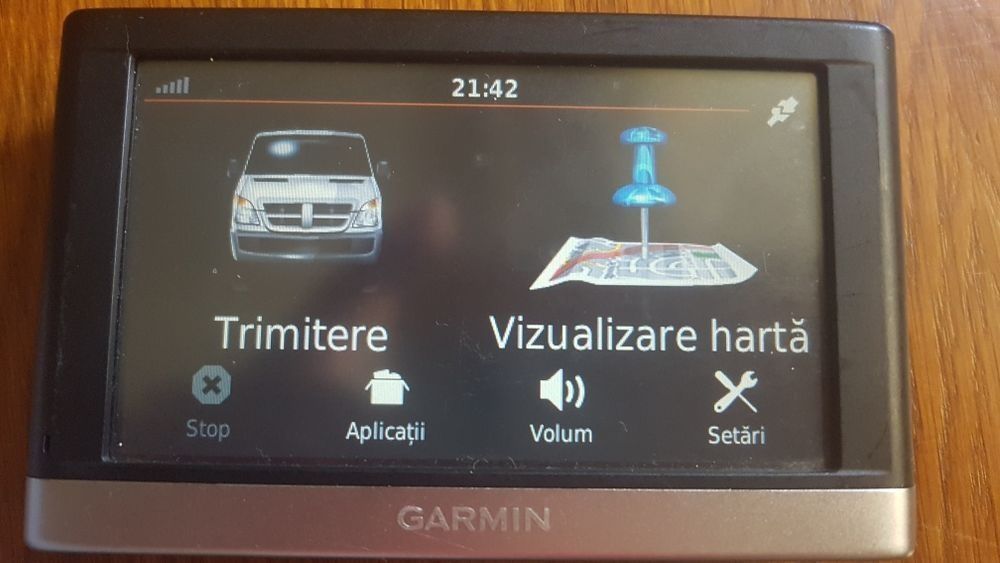 21:42
Trimitere
Vizualizare hartă
Stop
Aplicații
Volum
Setări
GARMIN